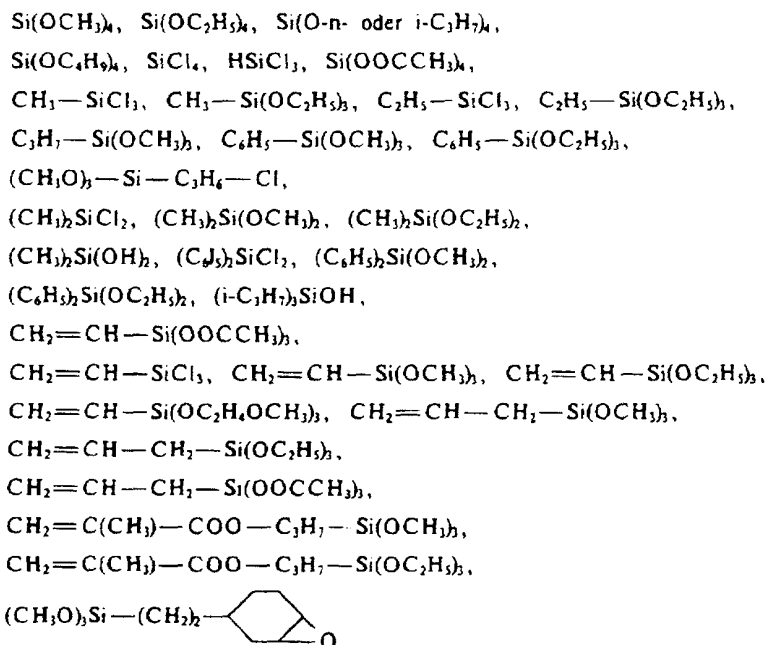 Si(OCH₃)₄, Si(OC₂H₅)₄, Si(O-n- oder i-C₃H₇)₄,
Si(OC₄H₉)₄, SiCl₄, HSiCl₃, Si(OOCCH₃)₄,
CH₃—SiCl₃, CH₃—Si(OC₂H₅)₃, C₂H₅—SiCl₃, C₂H₅—Si(OC₂H₅)₃,
C₃H₇—Si(OCH₃)₃, C₆H₅—Si(OCH₃)₃, C₆H₅—Si(OC₂H₅)₃,
(CH₃O)₃—Si—C₃H₆—Cl,
(CH₃)₂SiCl₂, (CH₃)₂Si(OCH₃)₂, (CH₃)₂Si(OC₂H₅)₂,
(CH₃)₂Si(OH)₂, (C₆H₅)₂SiCl₂, (C₆H₅)₂Si(OCH₃)₂,
(C₆H₅)₂Si(OC₂H₅)₂, (i-C₃H₇)₃SiOH,
CH₂=CH—Si(OOCCH₃)₃,
CH₂=CH—SiCl₃, CH₂=CH—Si(OCH₃)₃, CH₂=CH—Si(OC₂H₅)₃,
CH₂=CH—Si(OC₂H₄OCH₃)₃, CH₂=CH—CH₂—Si(OCH₃)₃,
CH₂=CH—CH₂—Si(OC₂H₅)₃,
CH₂=CH—CH₂—Si(OOCCH₃)₃,
CH₂=C(CH₃)—COO—C₃H₇—Si(OCH₃)₃,
CH₂=C(CH₃)—COO—C₃H₇—Si(OC₂H₅)₃,
(CH₃O)₃Si—(CH₂)₂
O